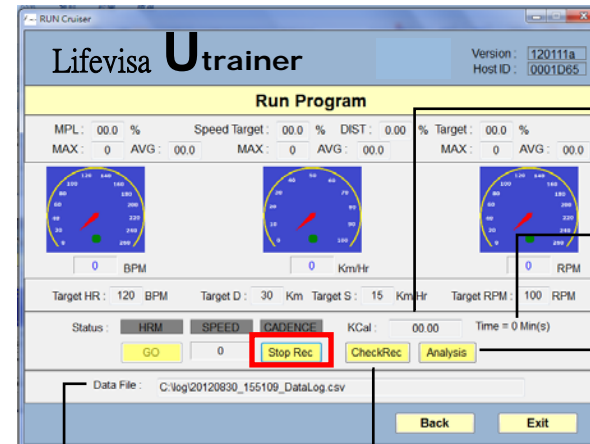 RUN Cruiser
Lifevisa Utrainer
Version : 120111a
Host ID : 0001D65
Run Program
MPL : 00.0 % Speed Target : 00.0 % DIST : 0.00 % Target : 00.0 %
MAX : 0 AVG : 00.0 MAX : 0 AVG : 00.0 MAX : 0 AVG : 00.0
0 BPM 0 Km/Hr 0 RPM
Target HR : 120 BPM Target D : 30 Km Target S : 15 Km/Hr Target RPM : 100 RPM
Status : HRM SPEED CADENCE KCal : 00.00 Time = 0 Min(s)
GO 0 Stop Rec CheckRec Analysis
Data File : C:\log\20120830_155109_DataLog.csv
Back Exit